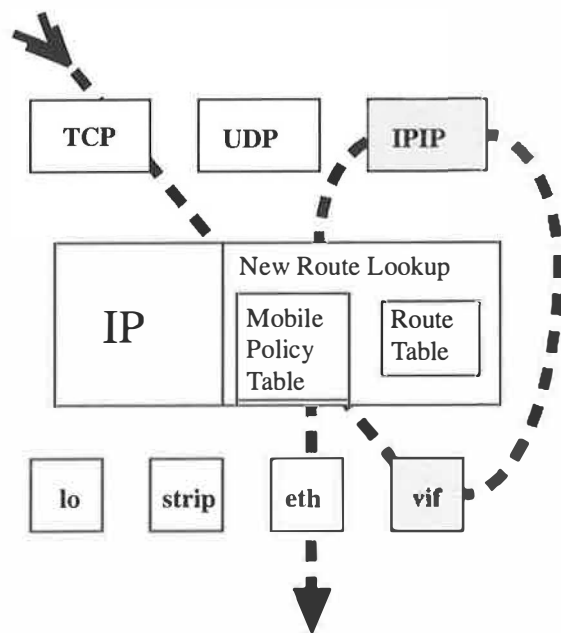 TCP
UDP
IPIP
IP
New Route Lookup
Mobile
Policy
Table
Route
Table
lo
strip
eth
vif